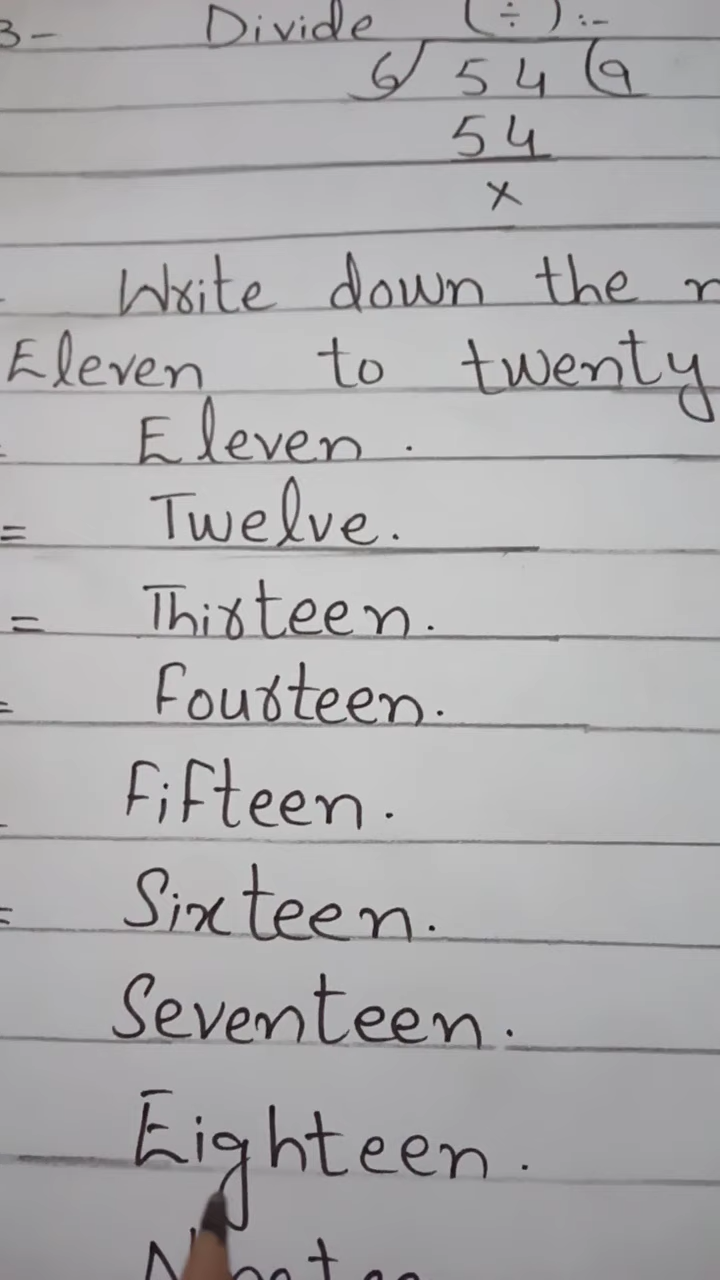 3- Divide (÷) :-
6) 54 (9
54
x
Write down the
Eleven to twenty
Eleven.
= Twelve.
= Thirteen.
= Fourteen.
Fifteen.
= Sixteen.
Seventeen.
Eighteen.